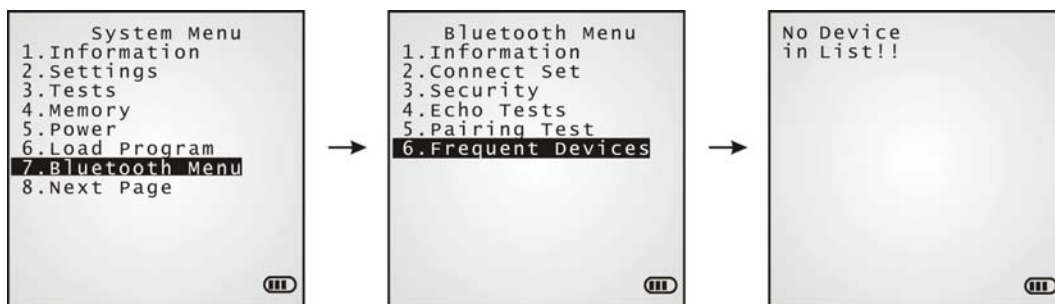 System Menu
1.Information
2.Settings
3.Tests
4.Memory
5.Power
6.Load Program
7.Bluetooth Menu
8.Next Page
Bluetooth Menu
1.Information
2.Connect Set
3.Security
4.Echo Tests
5.Pairing Test
6.Frequent Devices
No Device
in List!!